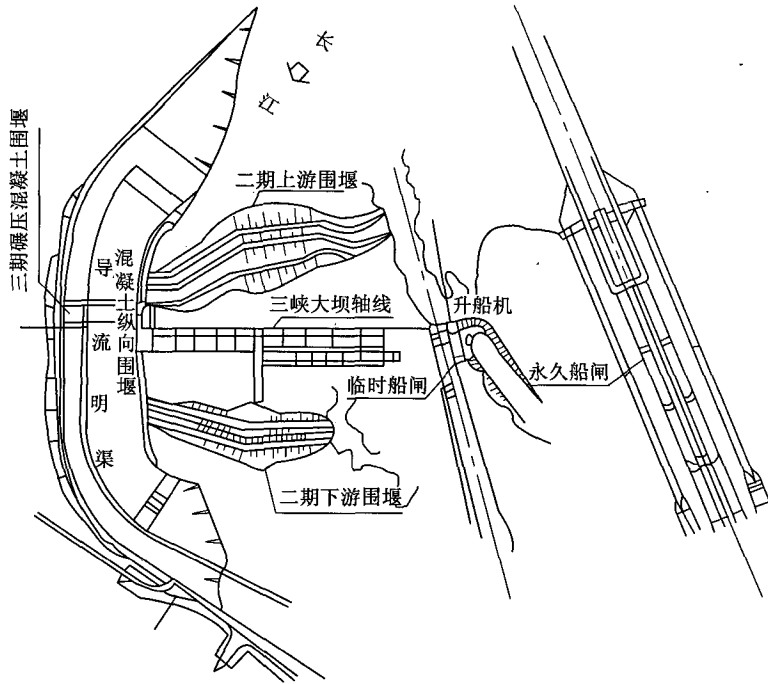 长江
三期碾压混凝土围堰
二期上游围堰
导流明渠
混凝土纵向围堰
三峡大坝轴线
升船机
临时船闸
永久船闸
二期下游围堰